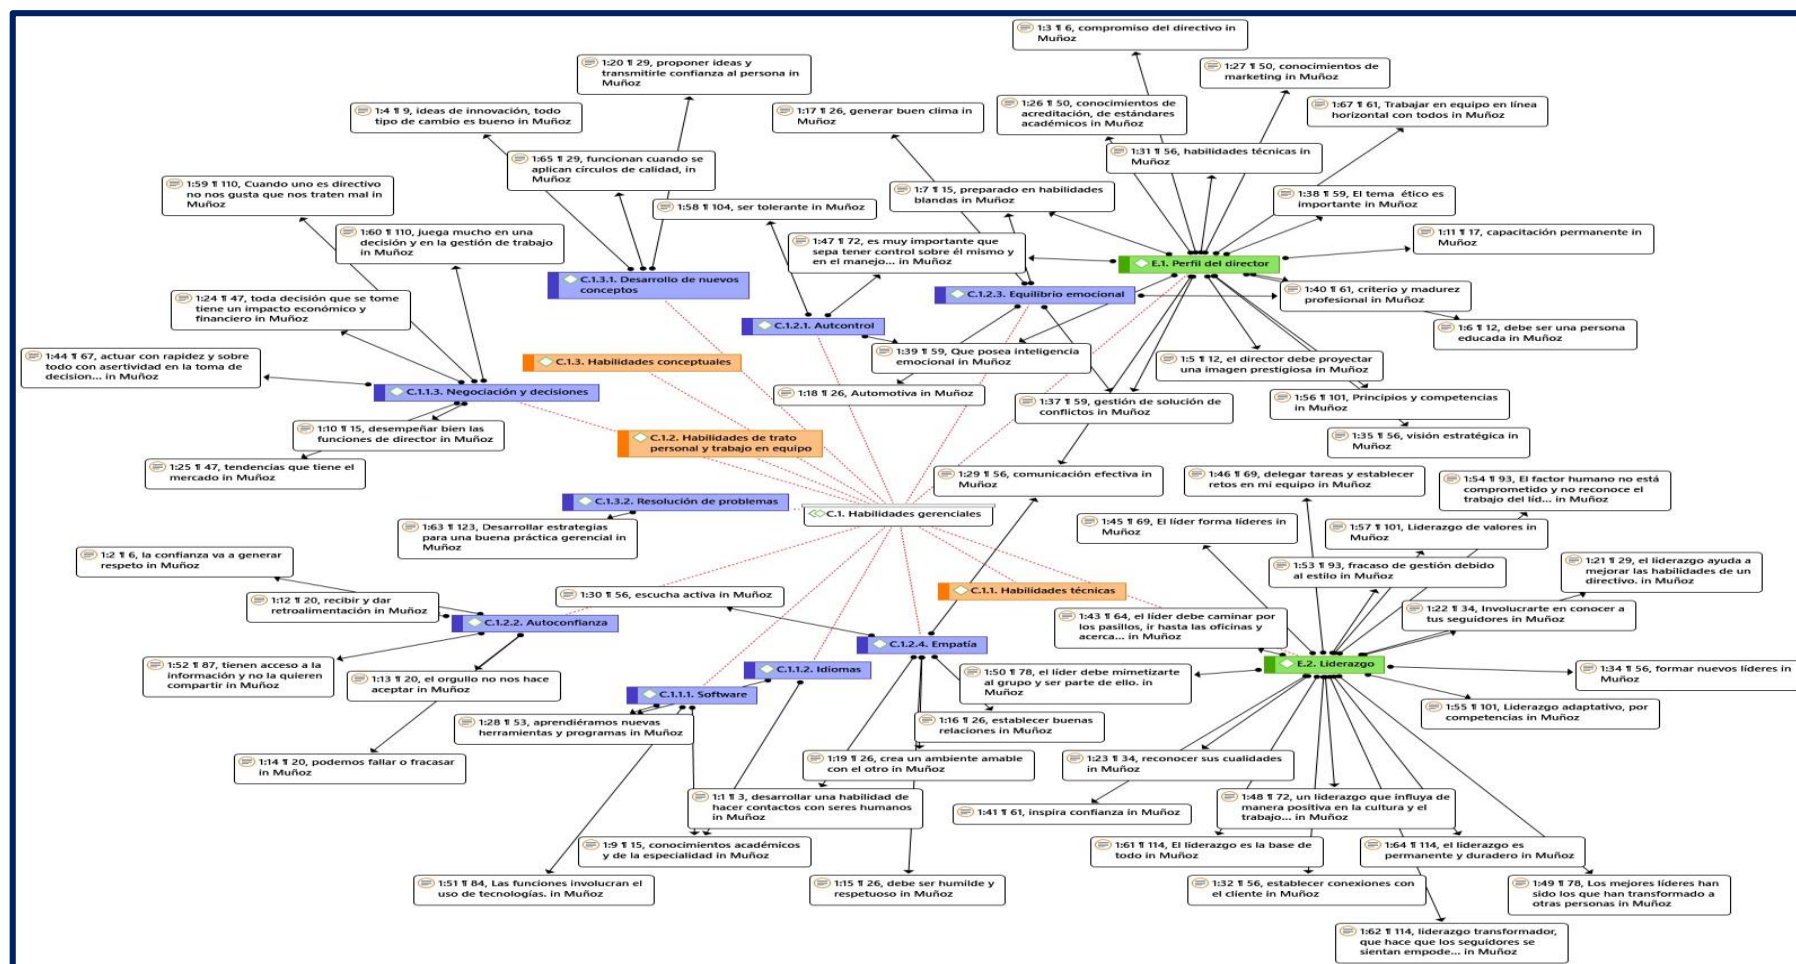 1:3 ¶ 6, compromiso del directivo in
Muñoz
1:20 ¶ 29, proponer ideas y
transmitirle confianza al persona in
Muñoz
1:27 ¶ 50, conocimientos de
marketing in Muñoz
1:4 ¶ 9, ideas de innovación, todo
tipo de cambio es bueno in Muñoz
1:17 ¶ 26, generar buen clima in
Muñoz
1:26 ¶ 50, conocimientos de
acreditación, de estándares
académicos in Muñoz
1:67 ¶ 61, Trabajar en equipo en línea
horizontal con todos in Muñoz
1:65 ¶ 29, funcionan cuando se
aplican círculos de calidad, in
Muñoz
1:31 ¶ 56, habilidades técnicas in
Muñoz
1:59 ¶ 110, Cuando uno es directivo
no nos gusta que nos traten mal in
Muñoz
1:7 ¶ 15, preparado en habilidades
blandas in Muñoz
1:38 ¶ 59, El tema ético es
importante in Muñoz
1:58 ¶ 104, ser tolerante in Muñoz
1:60 ¶ 110, juega mucho en una
decisión y en la gestión de trabajo
in Muñoz
1:47 ¶ 72, es muy importante que
sepa tener control sobre él mismo y
en el manejo... in Muñoz
1:11 ¶ 17, capacitación permanente in
Muñoz
E.1. Perfil del director
C.1.3.1. Desarrollo de nuevos
conceptos
C.1.2.3. Equilibrio emocional
1:40 ¶ 61, criterio y madurez
profesional in Muñoz
1:24 ¶ 47, toda decisión que se tome
tiene un impacto económico y
financiero in Muñoz
C.1.2.1. Autcontrol
1:6 ¶ 12, debe ser una persona
educada in Muñoz
1:44 ¶ 67, actuar con rapidez y sobre
todo con asertividad en la toma de
decision... in Muñoz
C.1.3. Habilidades conceptuales
1:39 ¶ 59, Que posea inteligencia
emocional in Muñoz
1:5 ¶ 12, el director debe proyectar
una imagen prestigiosa in Muñoz
C.1.1.3. Negociación y decisiones
1:18 ¶ 26, Automotiva in Muñoz
1:37 ¶ 59, gestión de solución de
conflictos in Muñoz
1:56 ¶ 101, Principios y competencias
in Muñoz
1:10 ¶ 15, desempeñar bien las
funciones de director in Muñoz
C.1.2. Habilidades de trato
personal y trabajo en equipo
1:35 ¶ 56, visión estratégica in
Muñoz
1:25 ¶ 47, tendencias que tiene el
mercado in Muñoz
1:29 ¶ 56, comunicación efectiva in
Muñoz
1:46 ¶ 69, delegar tareas y establecer
retos en mi equipo in Muñoz
1:54 ¶ 93, El factor humano no está
comprometido y no reconoce el
trabajo del líd... in Muñoz
C.1.3.2. Resolución de problemas
C.1. Habilidades gerenciales
1:63 ¶ 123, Desarrollar estrategias
para una buena práctica gerencial in
Muñoz
1:45 ¶ 69, El líder forma líderes in
Muñoz
1:57 ¶ 101, Liderazgo de valores in
Muñoz
1:2 ¶ 6, la confianza va a generar
respeto in Muñoz
1:53 ¶ 93, fracaso de gestión debido
al estilo in Muñoz
1:21 ¶ 29, el liderazgo ayuda a
mejorar las habilidades de un
directivo. in Muñoz
1:12 ¶ 20, recibir y dar
retroalimentación in Muñoz
1:30 ¶ 56, escucha activa in Muñoz
C.1.1. Habilidades técnicas
1:43 ¶ 64, el líder debe caminar por
los pasillos, ir hasta las oficinas y
acerca... in Muñoz
1:22 ¶ 34, Involucrarte en conocer a
tus seguidores in Muñoz
C.1.2.2. Autoconfianza
C.1.2.4. Empatía
1:52 ¶ 87, tienen acceso a la
información y no la quieren
compartir in Muñoz
1:13 ¶ 20, el orgullo no nos hace
aceptar in Muñoz
C.1.1.2. Idiomas
1:50 ¶ 78, el líder debe mimetizarte
al grupo y ser parte de ello. in
Muñoz
E.2. Liderazgo
1:34 ¶ 56, formar nuevos líderes in
Muñoz
C.1.1.1. Software
1:55 ¶ 101, Liderazgo adaptativo, por
competencias in Muñoz
1:28 ¶ 53, aprendiéramos nuevas
herramientas y programas in Muñoz
1:16 ¶ 26, establecer buenas
relaciones in Muñoz
1:14 ¶ 20, podemos fallar o fracasar
in Muñoz
1:19 ¶ 26, crea un ambiente amable
con el otro in Muñoz
1:23 ¶ 34, reconocer sus cualidades
in Muñoz
1:1 ¶ 3, desarrollar una habilidad de
hacer contactos con seres humanos
in Muñoz
1:41 ¶ 61, inspira confianza in Muñoz
1:48 ¶ 72, un liderazgo que influya de
manera positiva en la cultura y el
trabajo... in Muñoz
1:9 ¶ 15, conocimientos académicos
y de la especialidad in Muñoz
1:61 ¶ 114, El liderazgo es la base de
todo in Muñoz
1:64 ¶ 114, el liderazgo es
permanente y duradero in Muñoz
1:51 ¶ 84, Las funciones involucran el
uso de tecnologías. in Muñoz
1:15 ¶ 26, debe ser humilde y
respetuoso in Muñoz
1:32 ¶ 56, establecer conexiones con
el cliente in Muñoz
1:49 ¶ 78, Los mejores líderes han
sido los que han transformado a
otras personas in Muñoz
1:62 ¶ 114, liderazgo transformador,
que hace que los seguidores se
sientan empode... in Muñoz